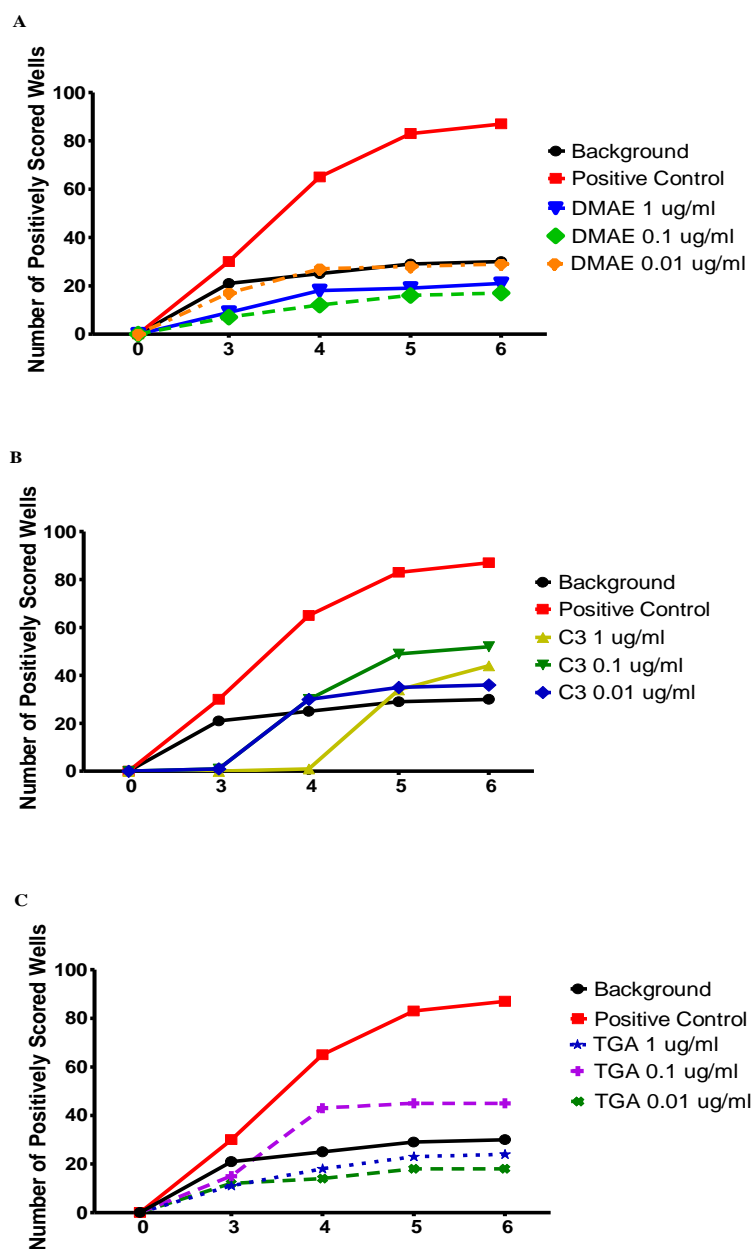 A
Number of Positively Scored Wells
100
80
60
40
20
0
0 3 4 5 6
Background
Positive Control
DMAE 1 ug/ml
DMAE 0.1 ug/ml
DMAE 0.01 ug/ml
B
Number of Positively Scored Wells
100
80
60
40
20
0
0 3 4 5 6
Background
Positive Control
C3 1 ug/ml
C3 0.1 ug/ml
C3 0.01 ug/ml
C
Number of Positively Scored Wells
100
80
60
40
20
0
0 3 4 5 6
Background
Positive Control
TGA 1 ug/ml
TGA 0.1 ug/ml
TGA 0.01 ug/ml